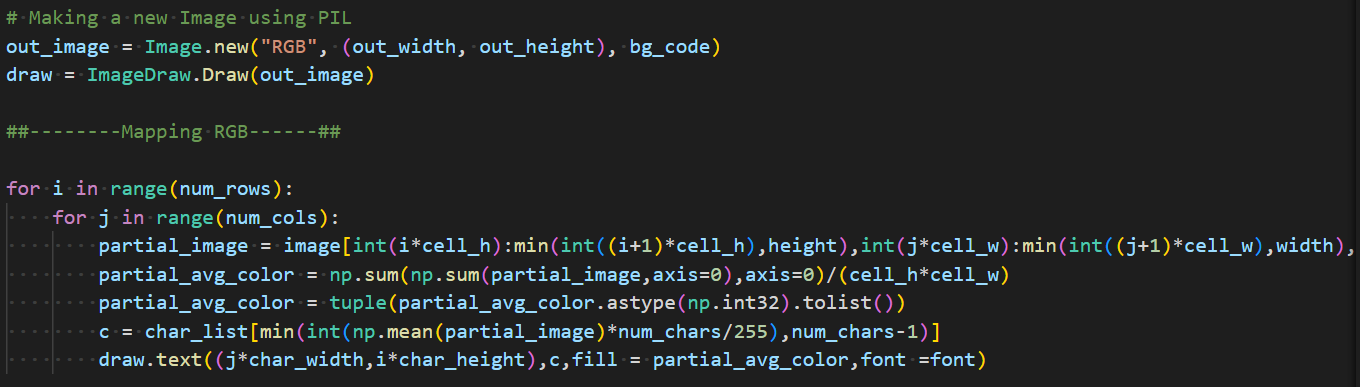 # Making a new Image using PIL
out_image = Image.new("RGB", (out_width, out_height), bg_code)
draw = ImageDraw.Draw(out_image)
##--------Mapping RGB------##
for i in range(num_rows):
    for j in range(num_cols):
        partial_image = image[int(i*cell_h):min(int((i+1)*cell_h),height),int(j*cell_w):min(int((j+1)*cell_w),width),
        partial_avg_color = np.sum(np.sum(partial_image,axis=0),axis=0)/(cell_h*cell_w)
        partial_avg_color = tuple(partial_avg_color.astype(np.int32).tolist())
        c = char_list[min(int(np.mean(partial_image)*num_chars/255),num_chars-1)]
        draw.text((j*char_width,i*char_height),c,fill = partial_avg_color,font =font)